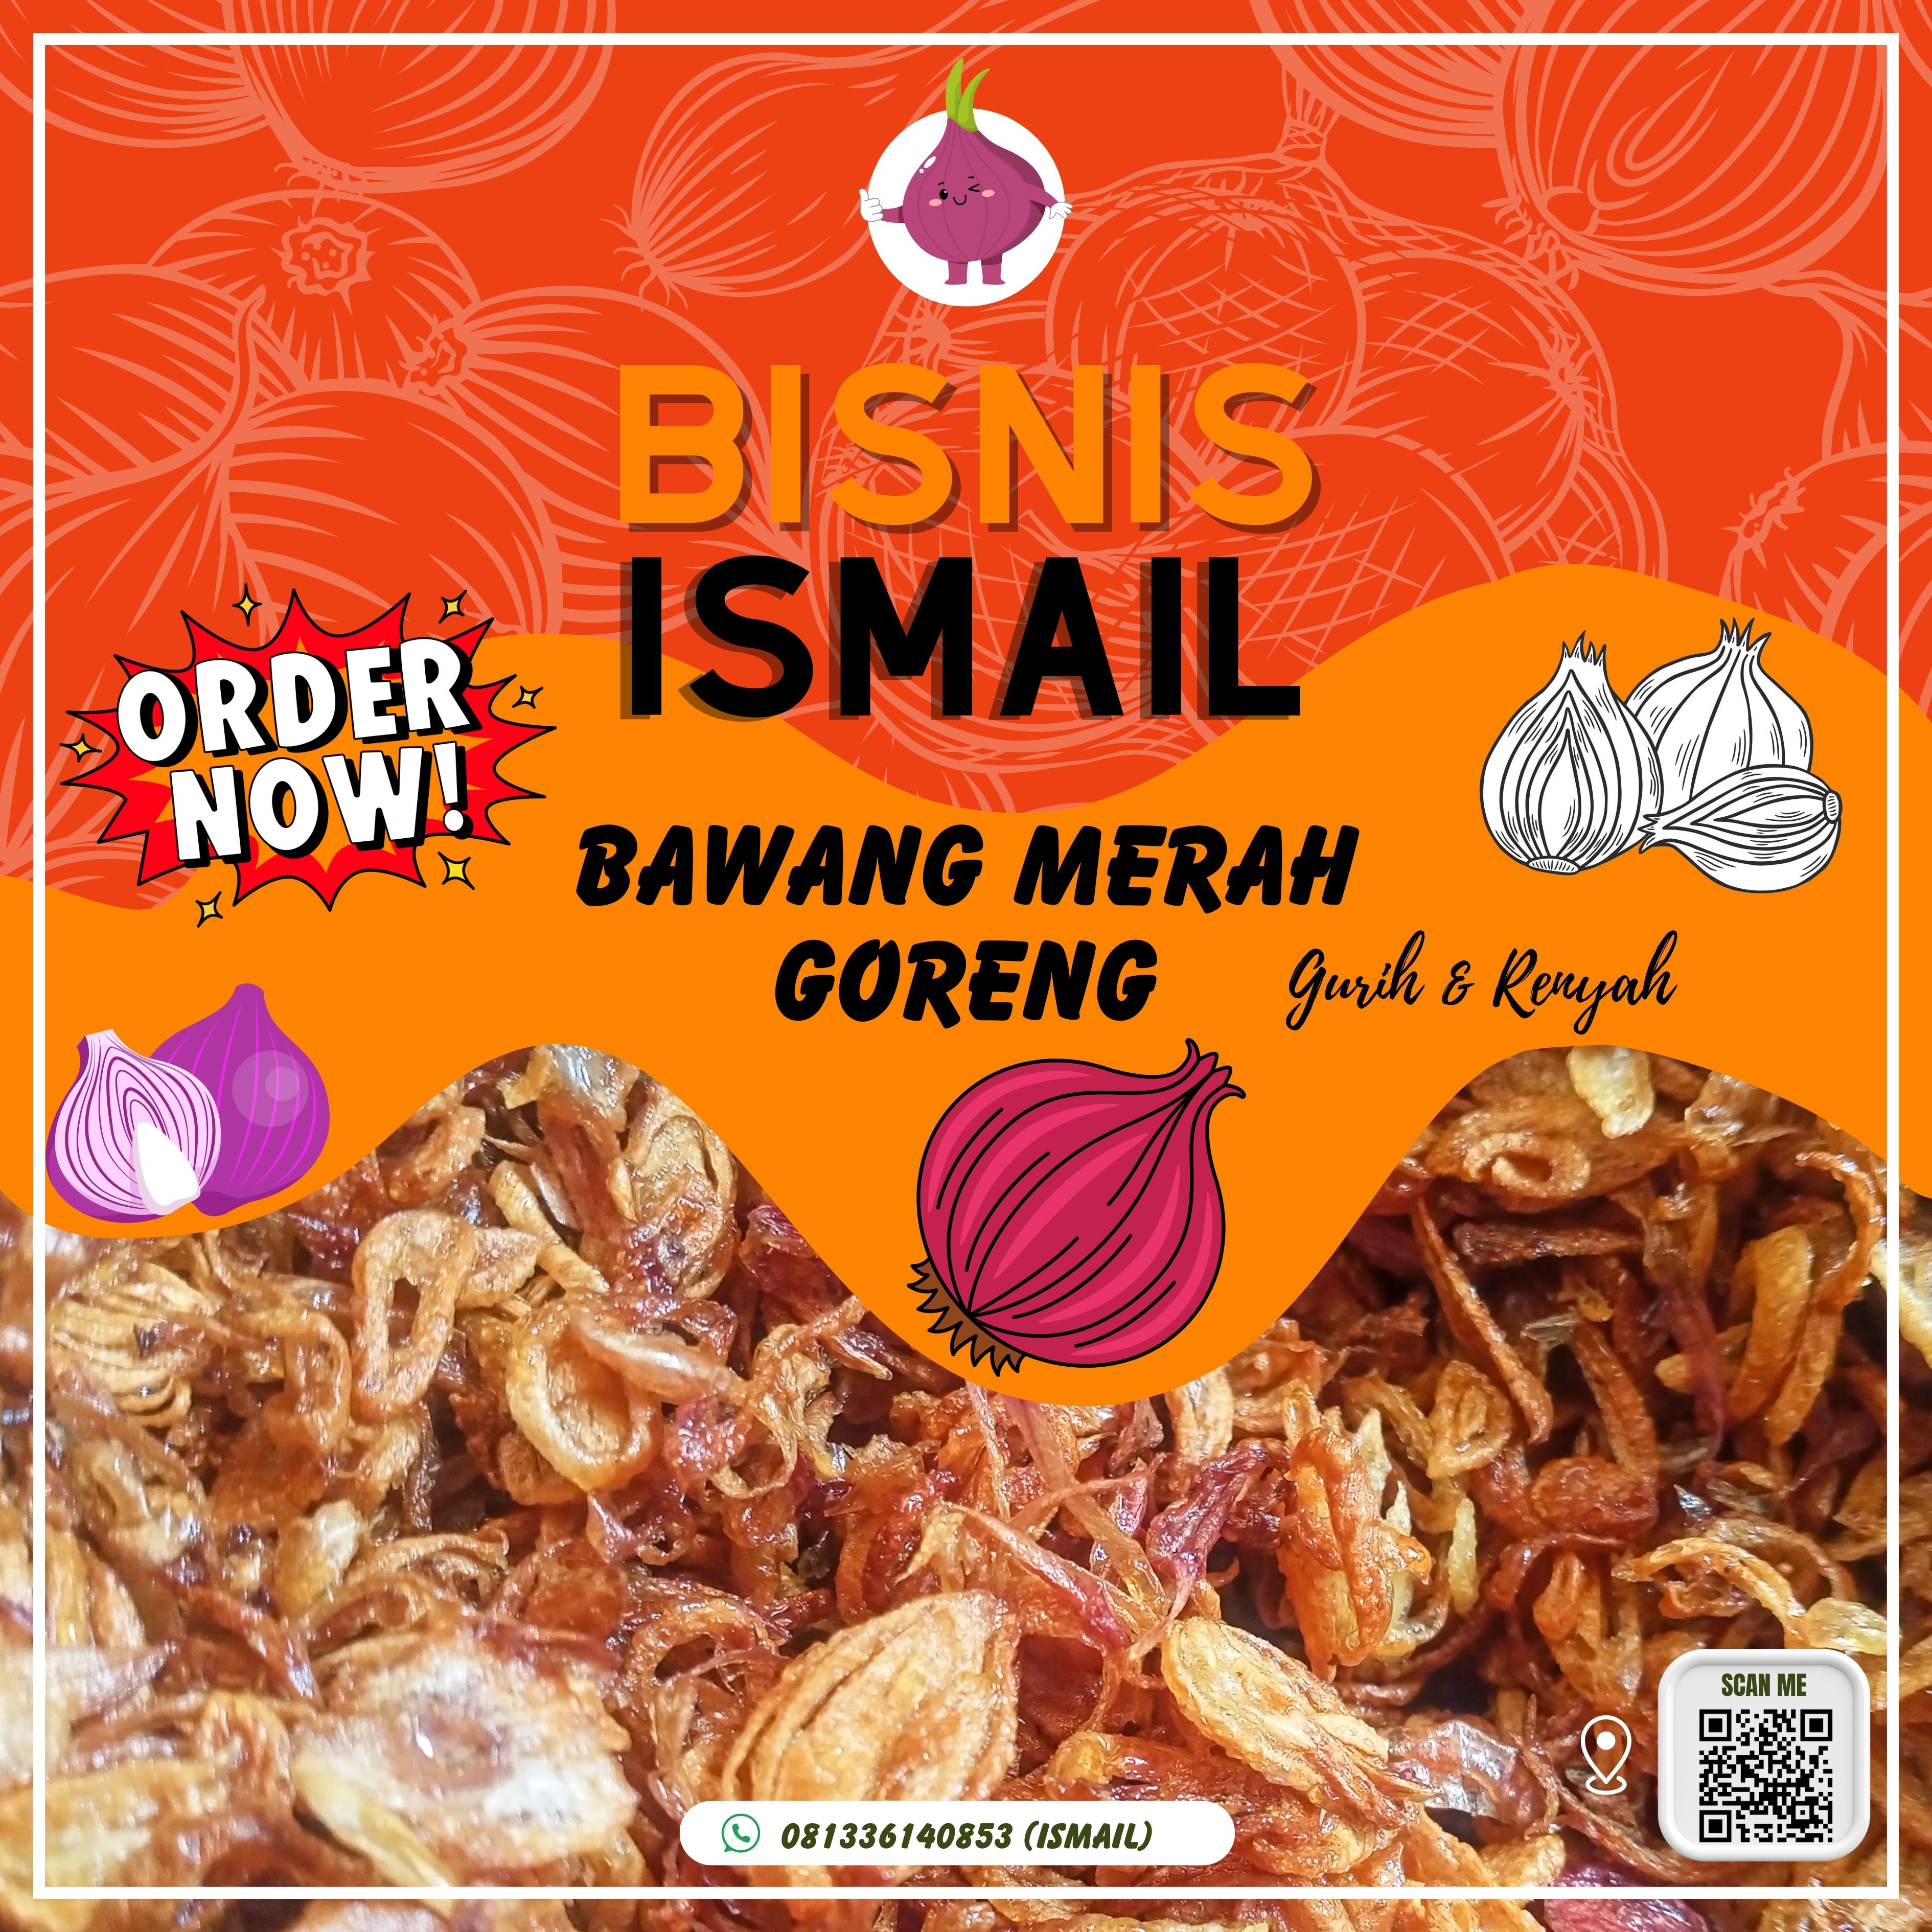 BISNIS
ISMAIL
ORDER
NOW!
BAWANG MERAH
GORENG
Gurih & Renyah
SCAN ME
081336140853 (ISMAIL)